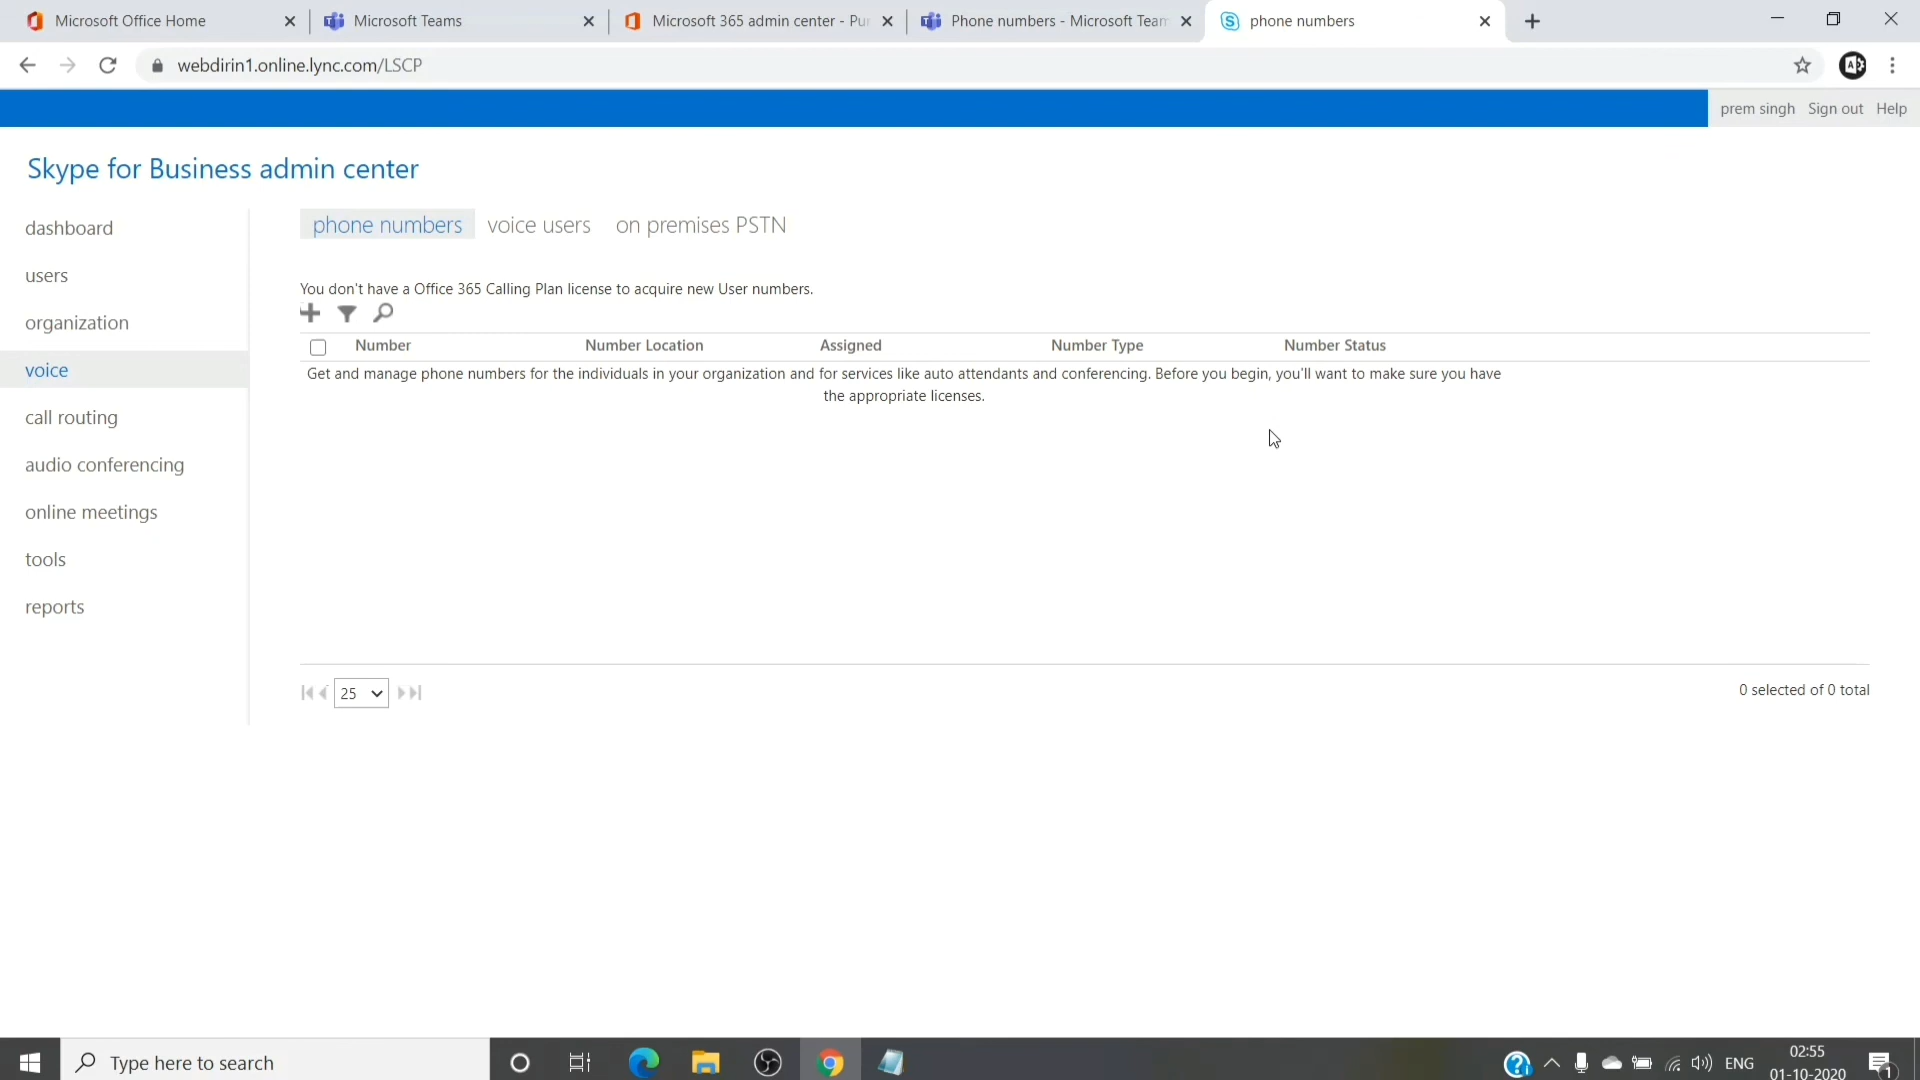 Microsoft Office Home
Microsoft Teams
Microsoft 365 admin center - Pur
Phone numbers - Microsoft Team
phone numbers
webdirin1.online.lync.com/LSCP
prem singh Sign out Help
Skype for Business admin center
dashboard
users
organization
voice
call routing
audio conferencing
online meetings
tools
reports
phone numbers voice users on premises PSTN
You don't have a Office 365 Calling Plan license to acquire new User numbers.
Number Number Location Assigned Number Type Number Status
Get and manage phone numbers for the individuals in your organization and for services like auto attendants and conferencing. Before you begin, you'll want to make sure you have
the appropriate licenses.
25
0 selected of 0 total
Type here to search
ENG
02:55
01-10-2020
1